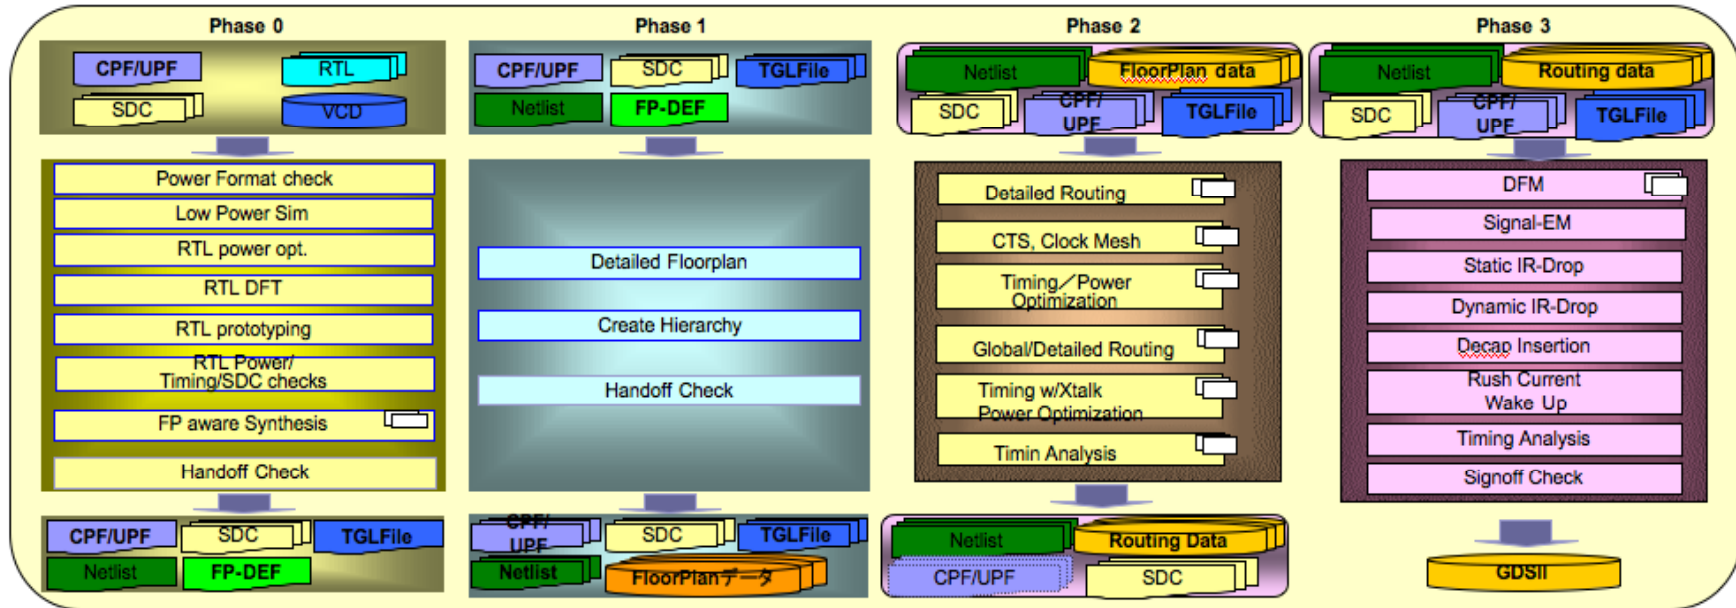 Phase 0
Phase 1
Phase 2
Phase 3
CPF/UPF
RTL
SDC
VCD
CPF/UPF
SDC
TGLFile
Netlist
FP-DEF
Netlist
FloorPlan data
SDC
CPF/
UPF
TGLFile
Netlist
Routing data
SDC
CPF/
UPF
TGLFile
Power Format check
Low Power Sim
RTL power opt.
RTL DFT
RTL prototyping
RTL Power/
Timing/SDC checks
FP aware Synthesis
Handoff Check
Detailed Floorplan
Create Hierarchy
Handoff Check
Detailed Routing
CTS, Clock Mesh
Timing／Power
Optimization
Global/Detailed Routing
Timing w/Xtalk
Power Optimization
Timin Analysis
DFM
Signal-EM
Static IR-Drop
Dynamic IR-Drop
Decap Insertion
Rush Current
Wake Up
Timing Analysis
Signoff Check
CPF/UPF
SDC
TGLFile
Netlist
FP-DEF
CPF/
UPF
SDC
TGLFile
Netlist
FloorPlanデータ
Netlist
Routing Data
CPF/UPF
SDC
GDSII